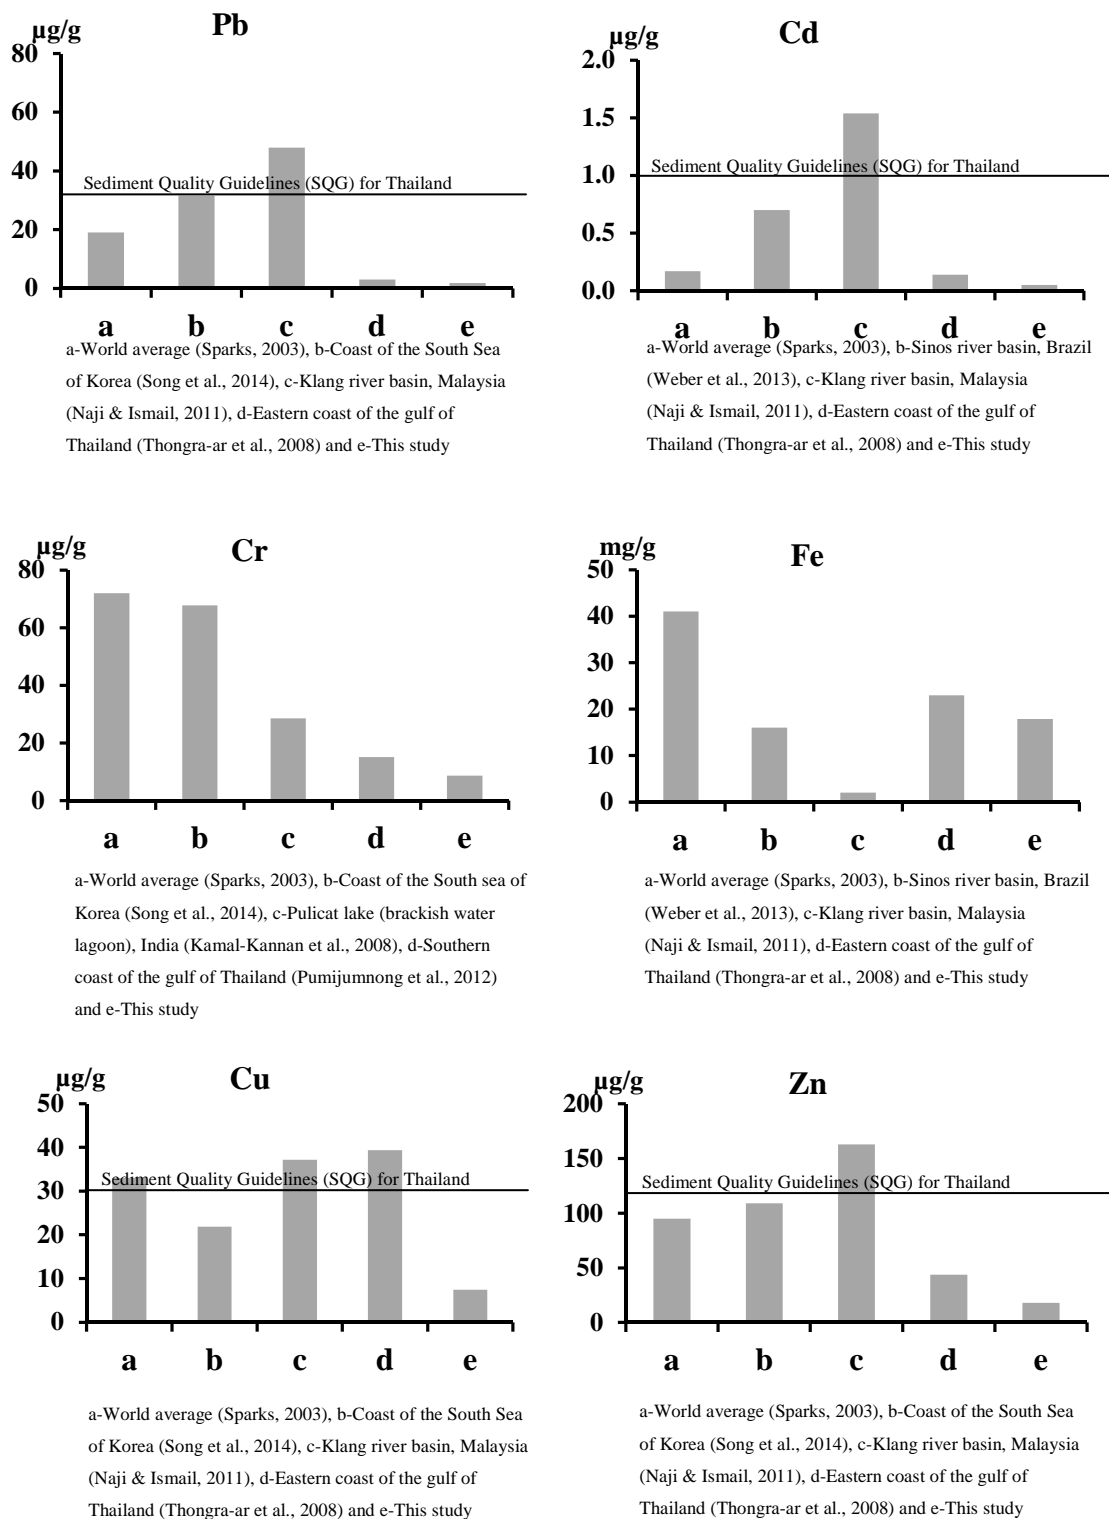 Pb
µg/g
80
60
40
Sediment Quality Guidelines (SQG) for Thailand
20
0
a b c d e
a-World average (Sparks, 2003), b-Coast of the South Sea
of Korea (Song et al., 2014), c-Klang river basin, Malaysia
(Naji & Ismail, 2011), d-Eastern coast of the gulf of
Thailand (Thongra-ar et al., 2008) and e-This study
Cd
µg/g
2.0
1.5
Sediment Quality Guidelines (SQG) for Thailand
1.0
0.5
0.0
a b c d e
a-World average (Sparks, 2003), b-Sinos river basin, Brazil
(Weber et al., 2013), c-Klang river basin, Malaysia
(Naji & Ismail, 2011), d-Eastern coast of the gulf of
Thailand (Thongra-ar et al., 2008) and e-This study
Cr
µg/g
80
60
40
20
0
a b c d e
a-World average (Sparks, 2003), b-Coast of the South sea of
Korea (Song et al., 2014), c-Pulicat lake (brackish water
lagoon), India (Kamal-Kannan et al., 2008), d-Southern
coast of the gulf of Thailand (Pumijumnong et al., 2012)
and e-This study
Fe
mg/g
50
40
30
20
10
0
a b c d e
a-World average (Sparks, 2003), b-Sinos river basin, Brazil
(Weber et al., 2013), c-Klang river basin, Malaysia
(Naji & Ismail, 2011), d-Eastern coast of the gulf of
Thailand (Thongra-ar et al., 2008) and e-This study
Cu
µg/g
50
40
Sediment Quality Guidelines (SQG) for Thailand
30
20
10
0
a b c d e
a-World average (Sparks, 2003), b-Coast of the South Sea
of Korea (Song et al., 2014), c-Klang river basin, Malaysia
(Naji & Ismail, 2011), d-Eastern coast of the gulf of
Thailand (Thongra-ar et al., 2008) and e-This study
Zn
µg/g
200
150
Sediment Quality Guidelines (SQG) for Thailand
100
50
0
a b c d e
a-World average (Sparks, 2003), b-Coast of the South Sea
of Korea (Song et al., 2014), c-Klang river basin, Malaysia
(Naji & Ismail, 2011), d-Eastern coast of the gulf of
Thailand (Thongra-ar et al., 2008) and e-This study